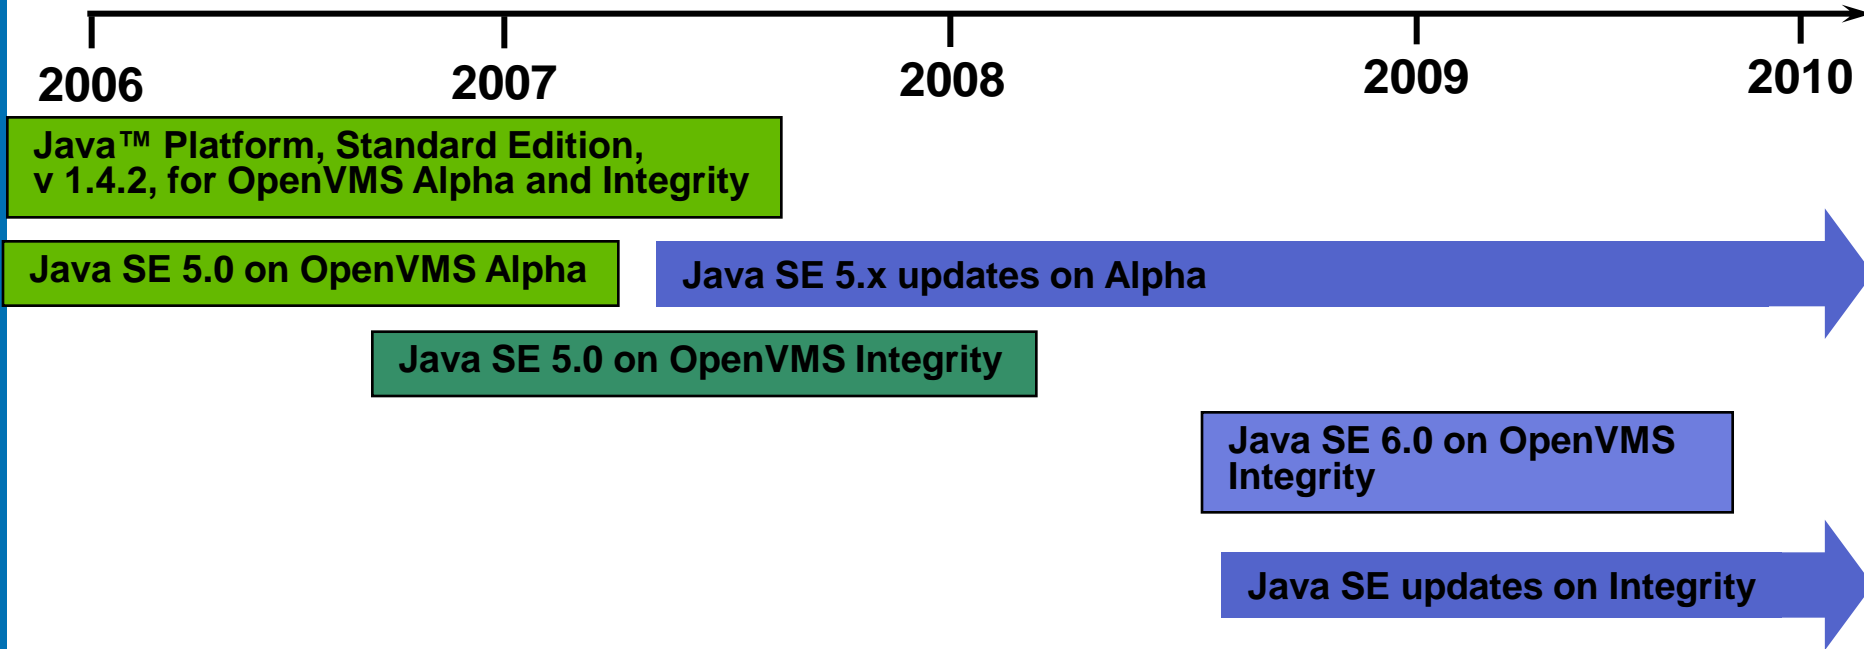 2006 2007 2008 2009 2010
Java™ Platform, Standard Edition,
v 1.4.2, for OpenVMS Alpha and Integrity
Java SE 5.0 on OpenVMS Alpha
Java SE 5.x updates on Alpha
Java SE 5.0 on OpenVMS Integrity
Java SE 6.0 on OpenVMS
Integrity
Java SE updates on Integrity